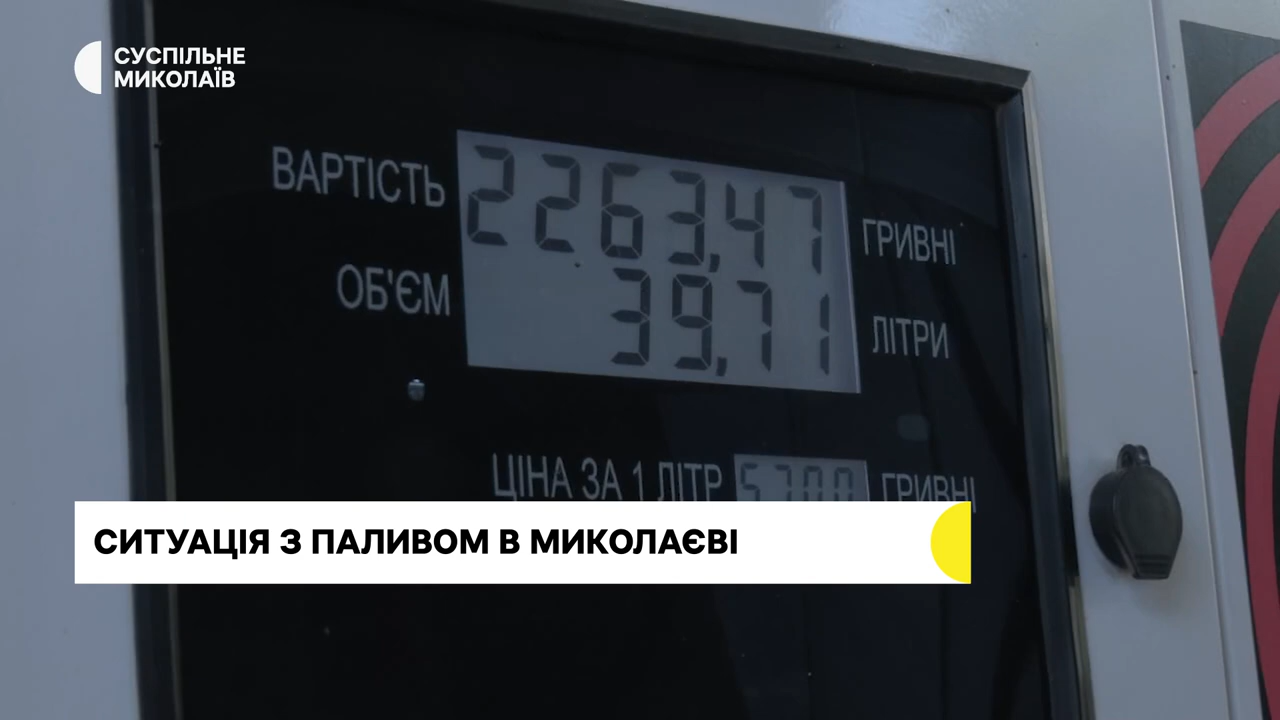 СУСПІЛЬНЕ
МИКОЛАЇВ
ВАРТІСТЬ 2263,47 ГРИВНІ
ОБ'ЄМ 39,71 ЛІТРИ
ЦІНА ЗА 1 ЛІТР 5700 ГРИВНІ
СИТУАЦІЯ З ПАЛИВОМ В МИКОЛАЄВІ